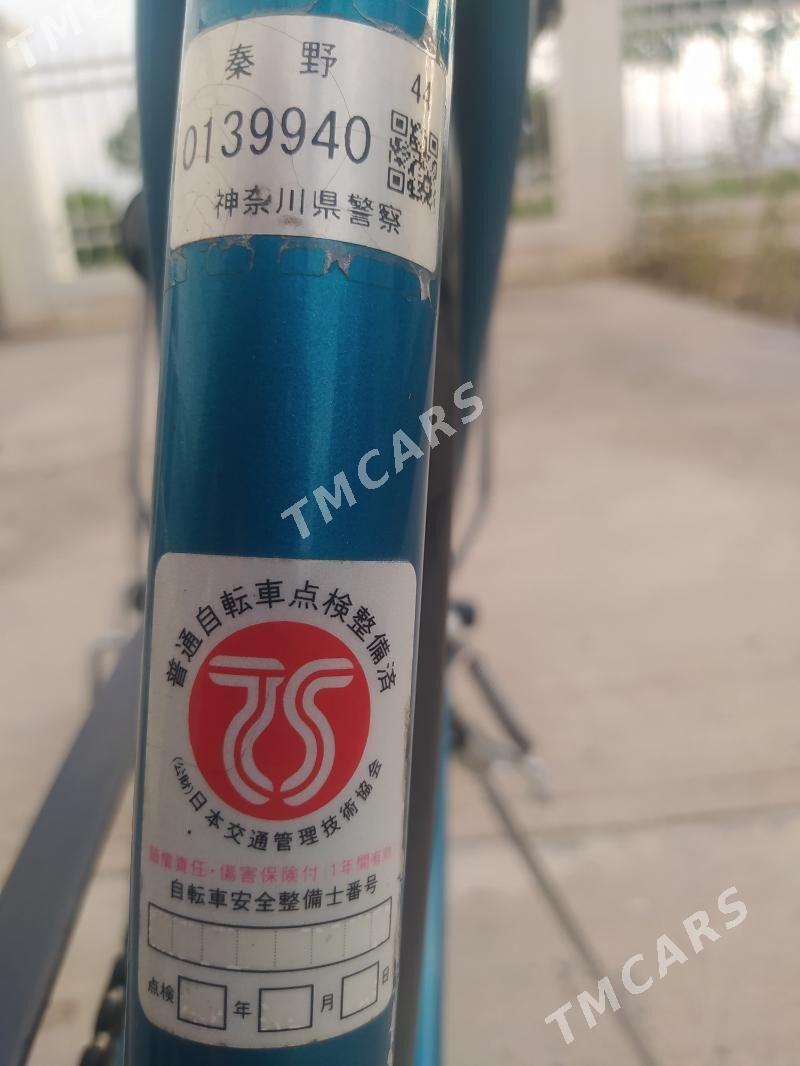 秦野
44
0139940
神奈川県警察
TMCARS
普通自転車点検整備済
TS
(公財)日本交通管理技術協会
賠償責任・傷害保険付(1年間有効)
自転車安全整備士番号
点検 年 月 日
TMCARS
TMCARS